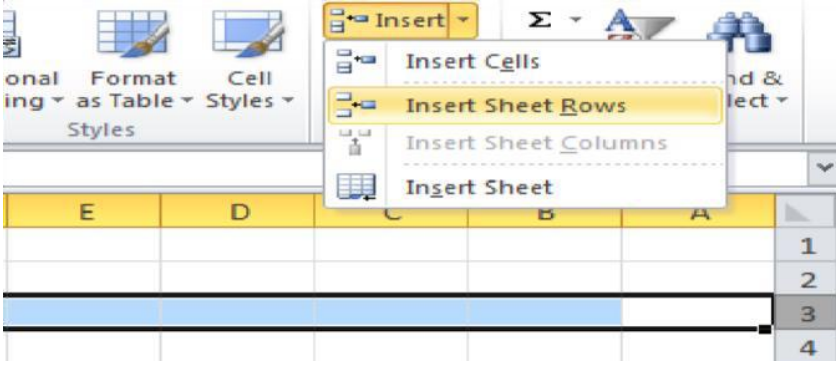 Insert
Σ
onal Format Cell
ing as Table Styles
Styles
Insert Cells
Insert Sheet Rows
Insert Sheet Columns
Insert Sheet
d &
lect
E D C B A
1
2
3
4